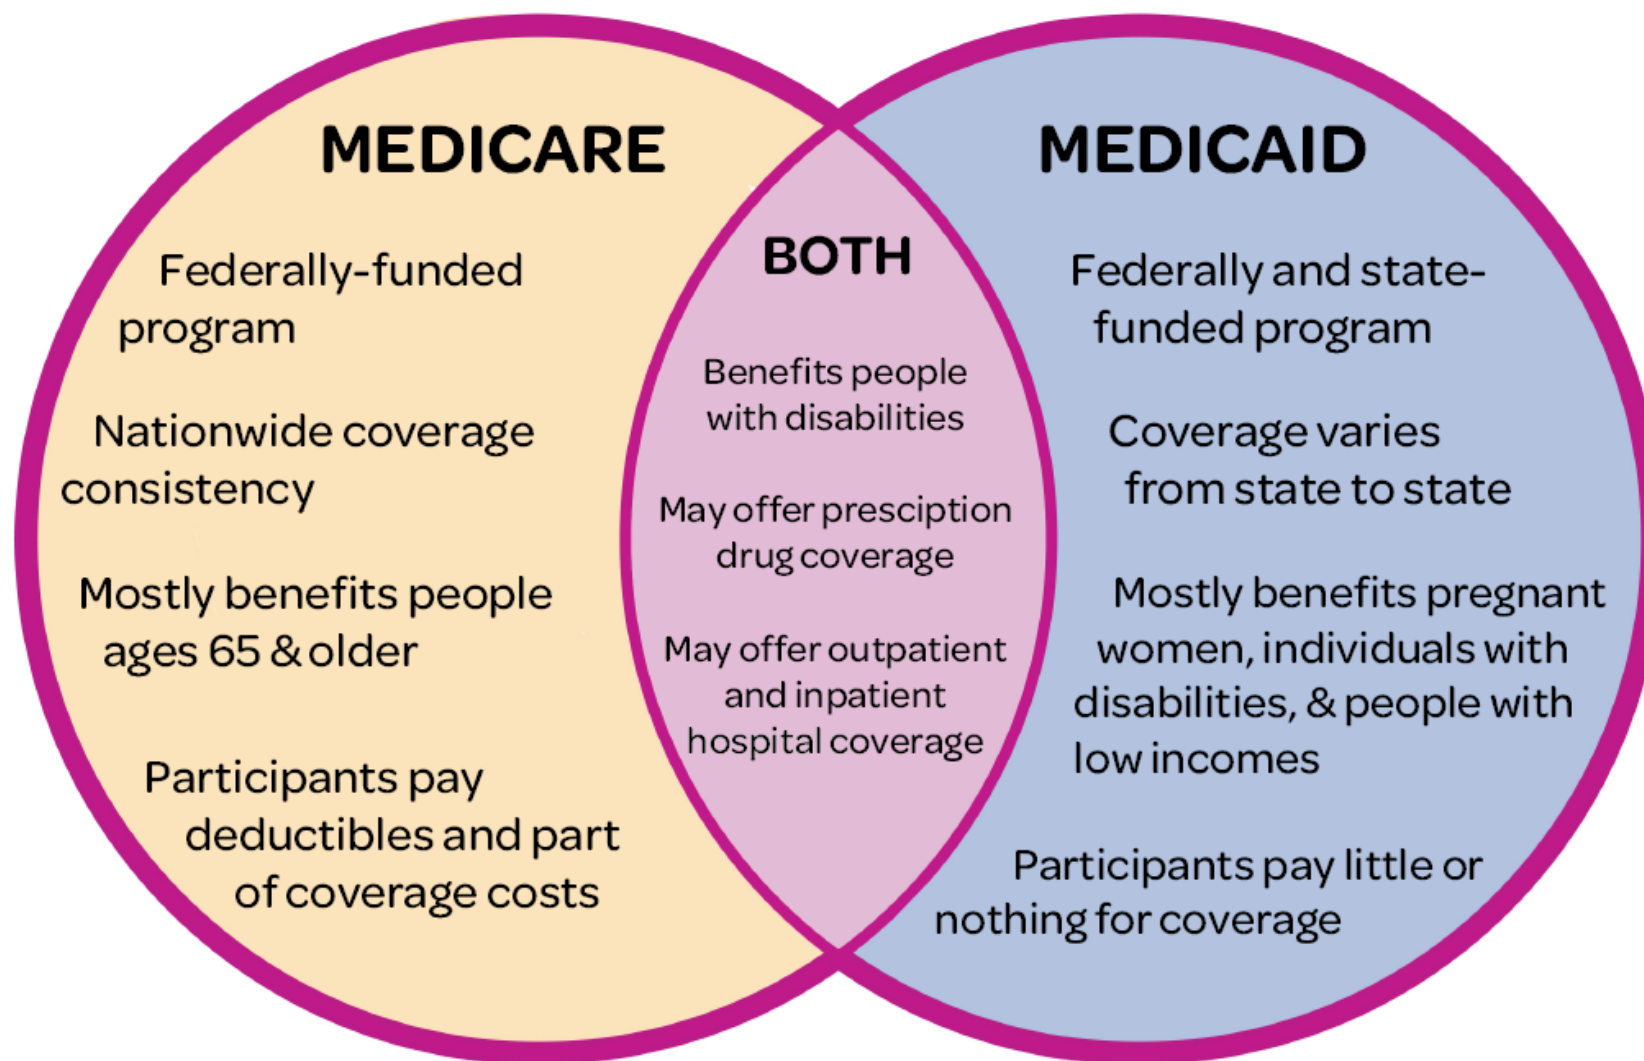 MEDICARE
Federally-funded
program
Nationwide coverage
consistency
Mostly benefits people
ages 65 & older
Participants pay
deductibles and part
of coverage costs
BOTH
Benefits people
with disabilities
May offer presciption
drug coverage
May offer outpatient
and inpatient
hospital coverage
MEDICAID
Federally and state-
funded program
Coverage varies
from state to state
Mostly benefits pregnant
women, individuals with
disabilities, & people with
low incomes
Participants pay little or
nothing for coverage